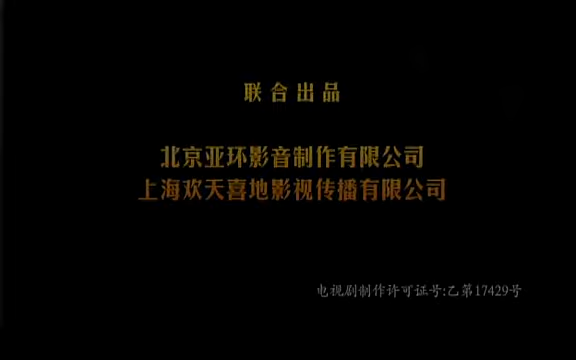 联合出品
北京亚环影音制作有限公司
上海欢天喜地影视传播有限公司
电视剧制作许可证号:乙第17429号